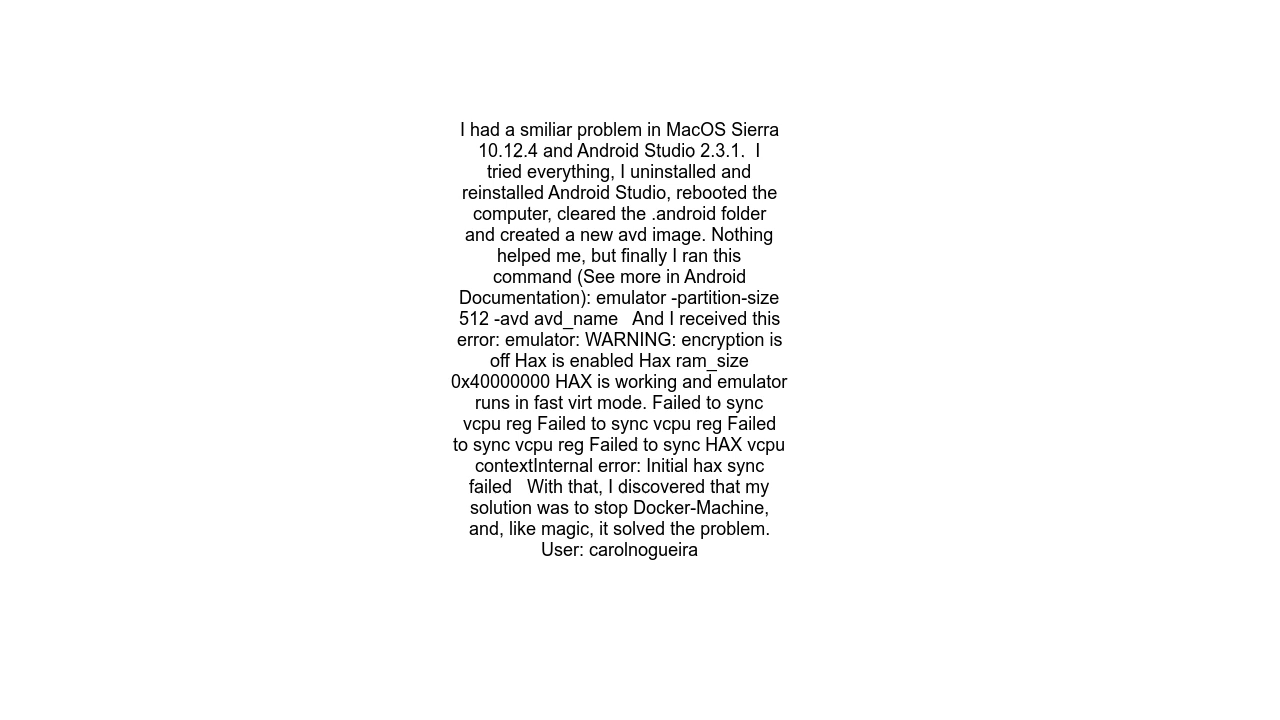 I had a smiliar problem in MacOS Sierra
10.12.4 and Android Studio 2.3.1.  I
tried everything, I uninstalled and
reinstalled Android Studio, rebooted the
computer, cleared the .android folder
and created a new avd image. Nothing
helped me, but finally I ran this
command (See more in Android
Documentation): emulator -partition-size
512 -avd avd_name   And I received this
error: emulator: WARNING: encryption is
off Hax is enabled Hax ram_size
0x40000000 HAX is working and emulator
runs in fast virt mode. Failed to sync
vcpu reg Failed to sync vcpu reg Failed
to sync vcpu reg Failed to sync HAX vcpu
contextInternal error: Initial hax sync
failed   With that, I discovered that my
solution was to stop Docker-Machine,
and, like magic, it solved the problem.
User: carolnogueira